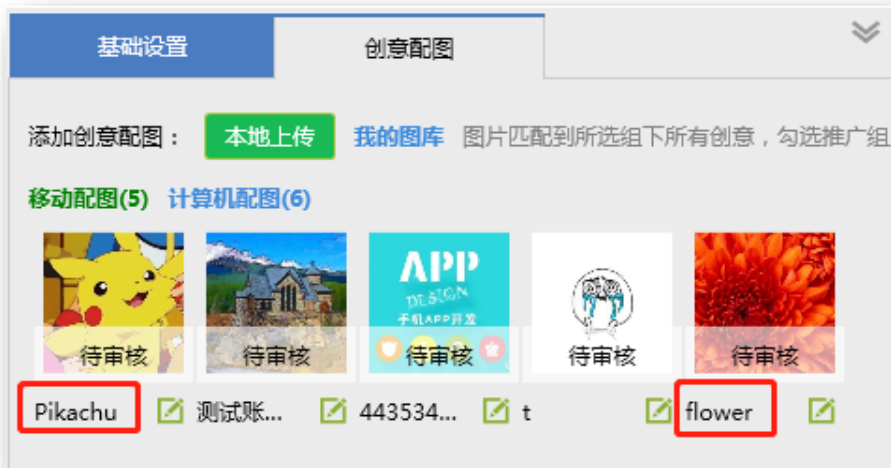 基础设置 创意配图
添加创意配图： 本地上传 我的图库 图片匹配到所选组下所有创意，勾选推广组
移动配图(5) 计算机配图(6)
APP
DESIGN
手机APP开发
待审核 待审核 待审核 待审核 待审核
Pikachu 测试账... 443534... t flower